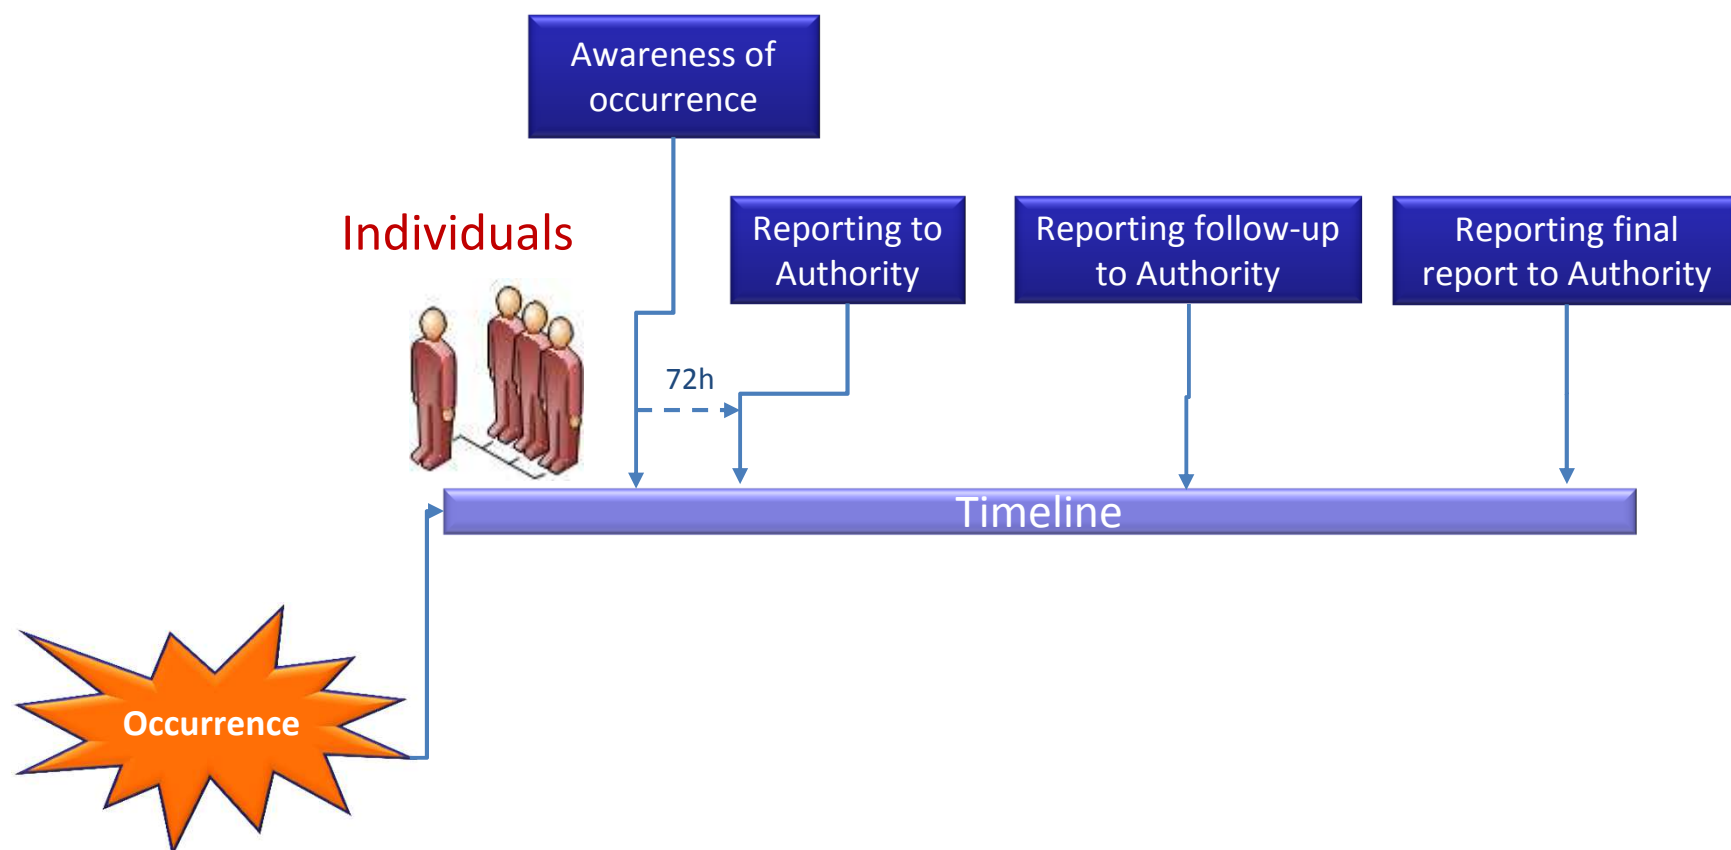 Awareness of
occurrence
Individuals
Reporting to
Authority
Reporting follow-up
to Authority
Reporting final
report to Authority
72h
Timeline
Occurrence